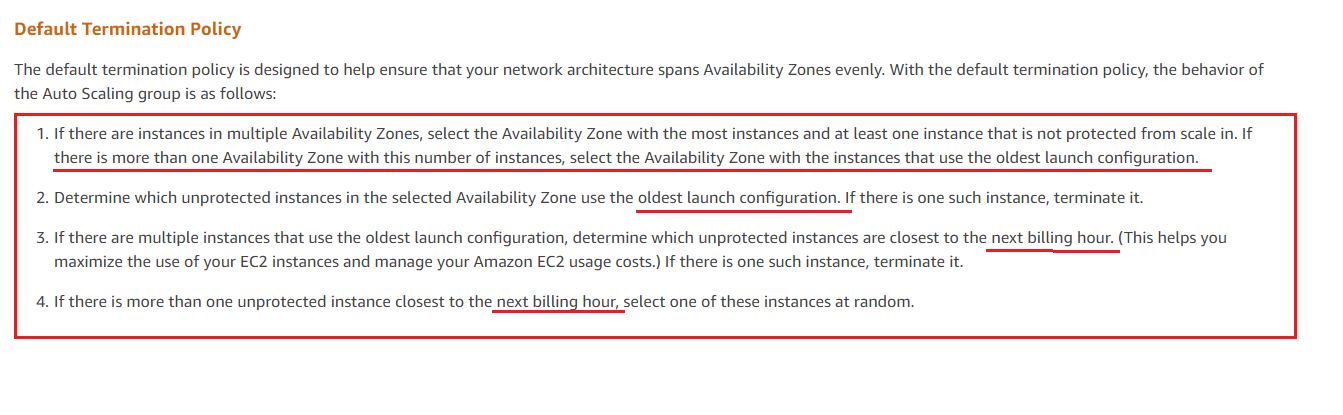 Default Termination Policy
The default termination policy is designed to help ensure that your network architecture spans Availability Zones evenly. With the default termination policy, the behavior of
the Auto Scaling group is as follows:
1. If there are instances in multiple Availability Zones, select the Availability Zone with the most instances and at least one instance that is not protected from scale in. If
there is more than one Availability Zone with this number of instances, select the Availability Zone with the instances that use the oldest launch configuration.
2. Determine which unprotected instances in the selected Availability Zone use the oldest launch configuration. If there is one such instance, terminate it.
3. If there are multiple instances that use the oldest launch configuration, determine which unprotected instances are closest to the next billing hour. (This helps you
maximize the use of your EC2 instances and manage your Amazon EC2 usage costs.) If there is one such instance, terminate it.
4. If there is more than one unprotected instance closest to the next billing hour, select one of these instances at random.